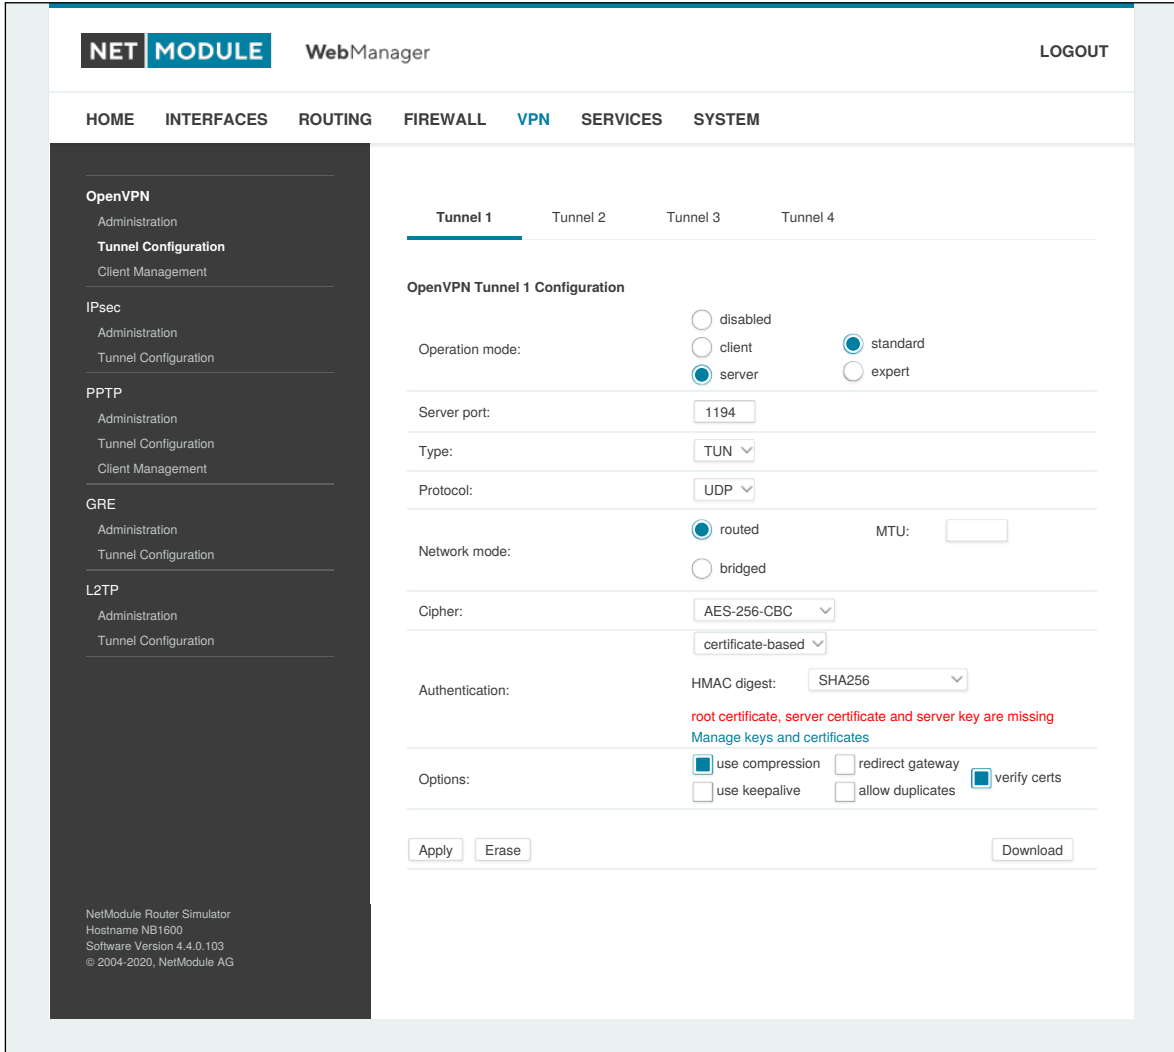 NET MODULE WebManager LOGOUT
HOME INTERFACES ROUTING FIREWALL VPN SERVICES SYSTEM
OpenVPN
Administration
Tunnel Configuration
Client Management
IPsec
Administration
Tunnel Configuration
PPTP
Administration
Tunnel Configuration
Client Management
GRE
Administration
Tunnel Configuration
L2TP
Administration
Tunnel Configuration
NetModule Router Simulator
Hostname NB1600
Software Version 4.4.0.103
© 2004-2020, NetModule AG
Tunnel 1 Tunnel 2 Tunnel 3 Tunnel 4
OpenVPN Tunnel 1 Configuration
Operation mode:
disabled
client
server
standard
expert
Server port: 1194
Type: TUN
Protocol: UDP
Network mode:
routed
bridged
MTU:
Cipher: AES-256-CBC
Authentication:
certificate-based
HMAC digest: SHA256
root certificate, server certificate and server key are missing
Manage keys and certificates
Options:
use compression redirect gateway
use keepalive allow duplicates
verify certs
Apply Erase Download